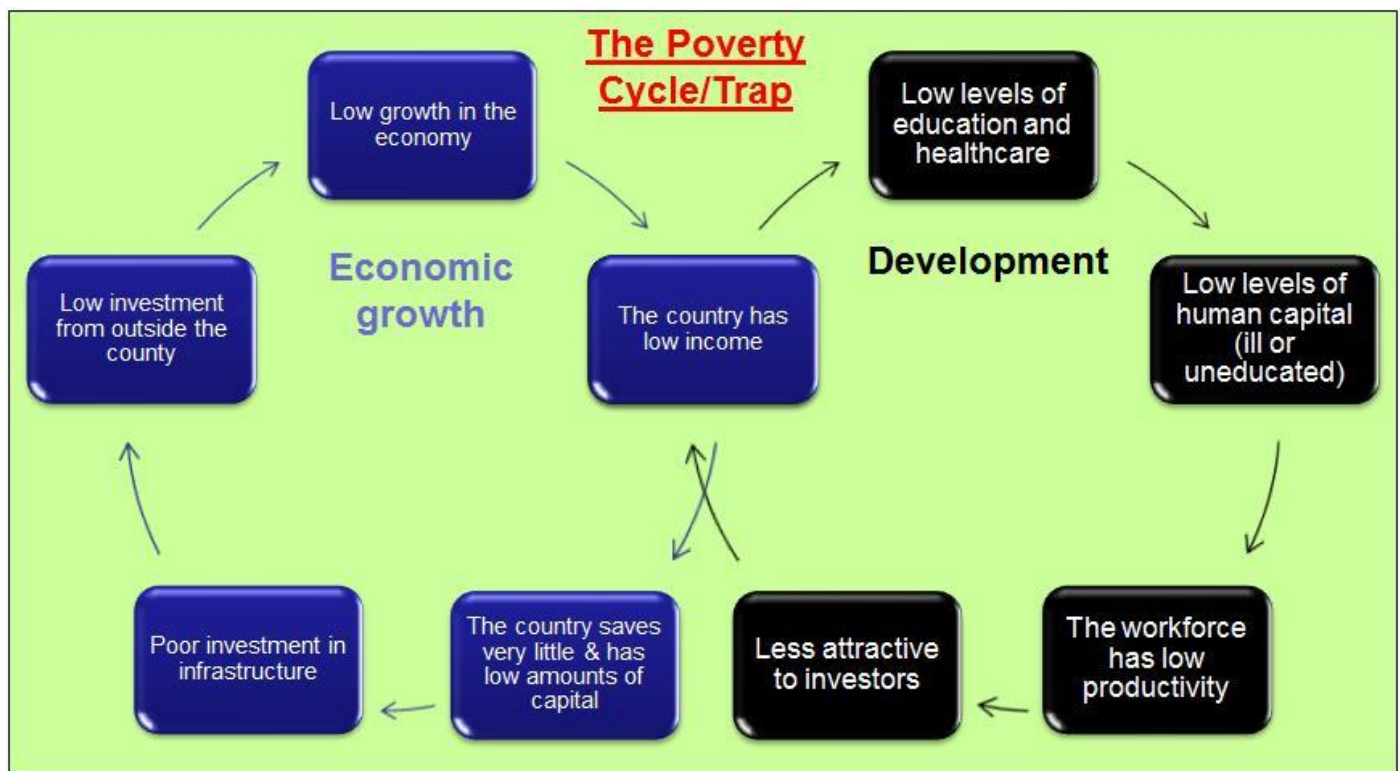 The Poverty
Cycle/Trap
Low growth in the
economy
Low levels of
education and
healthcare
Economic
growth
Development
Low investment
from outside the
county
The country has
low income
Low levels of
human capital
(ill or
uneducated)
Poor investment in
infrastructure
The country saves
very little & has
low amounts of
capital
Less attractive
to investors
The workforce
has low
productivity